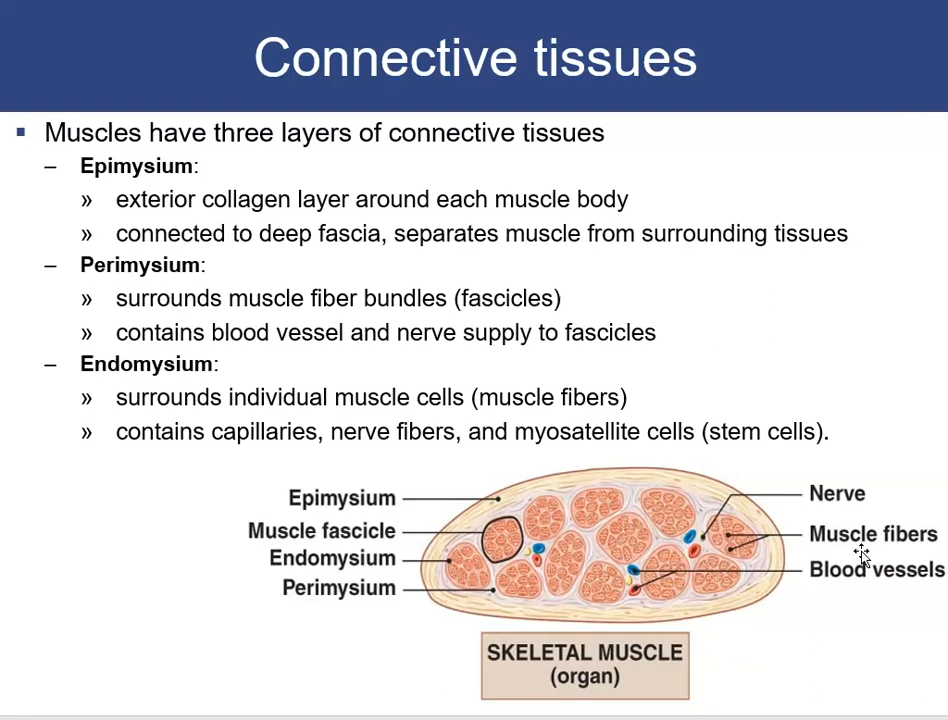 Connective tissues
▪ Muscles have three layers of connective tissues
– Epimysium:
» exterior collagen layer around each muscle body
» connected to deep fascia, separates muscle from surrounding tissues
– Perimysium:
» surrounds muscle fiber bundles (fascicles)
» contains blood vessel and nerve supply to fascicles
– Endomysium:
» surrounds individual muscle cells (muscle fibers)
» contains capillaries, nerve fibers, and myosatellite cells (stem cells).
Epimysium
Muscle fascicle
Endomysium
Perimysium
Nerve
Muscle fibers
Blood vessels
SKELETAL MUSCLE
(organ)